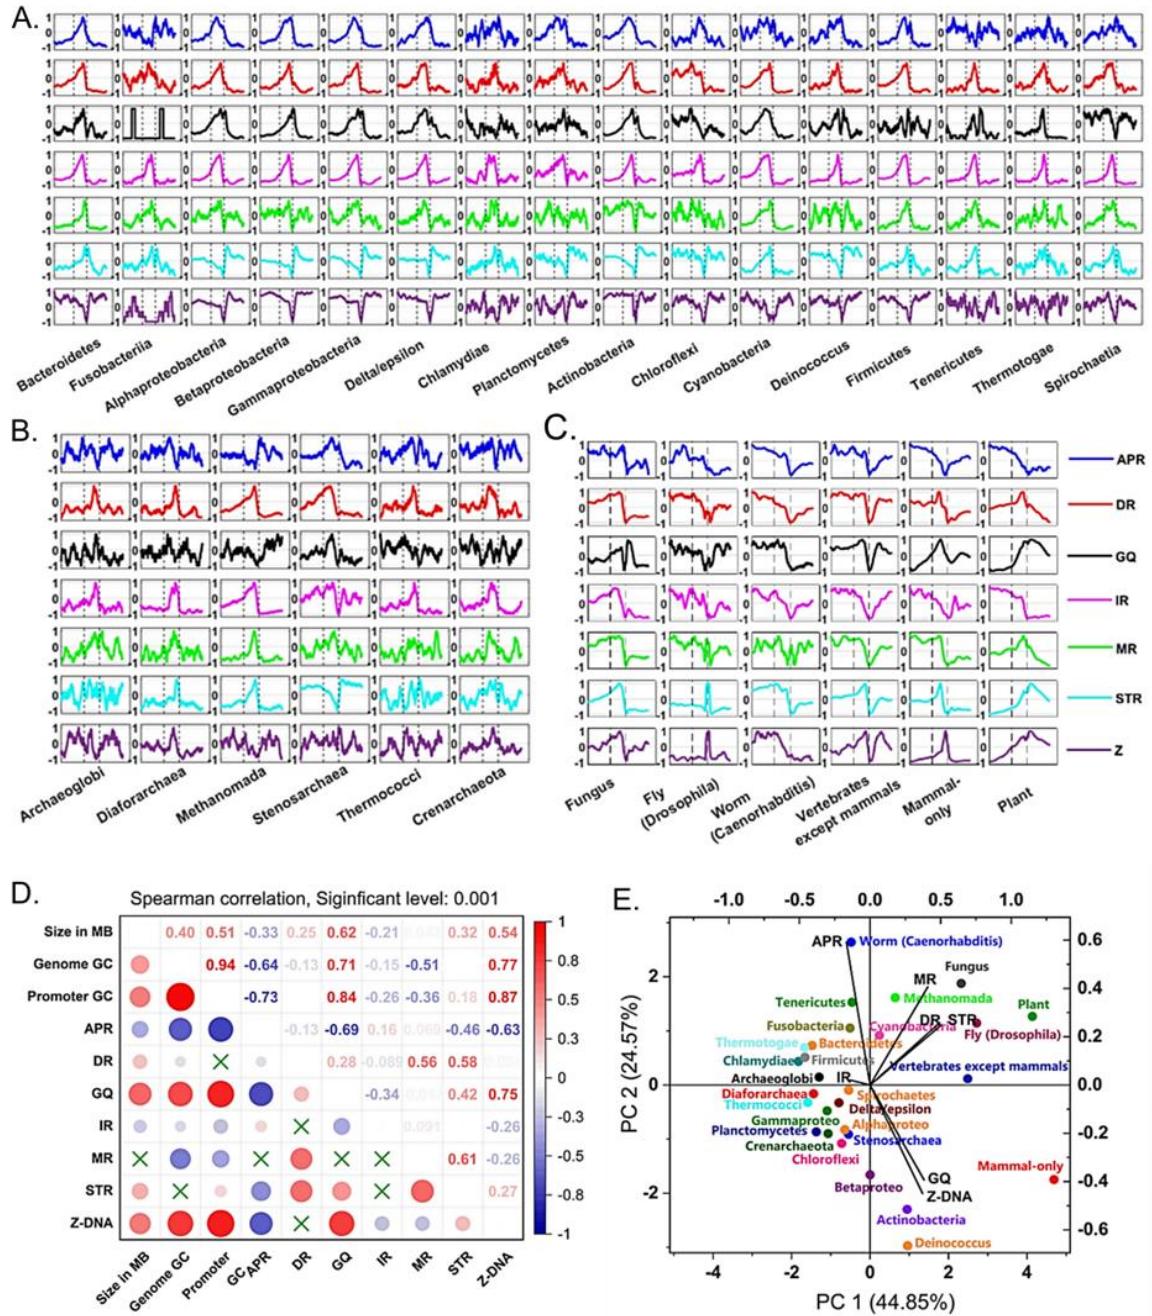 A.
Bacteroidetes
Fusobacteriia
Alphaproteobacteria
Betaproteobacteria
Gammaproteobacteria
Delta/epsilon
Chlamydiae
Planctomycetes
Actinobacteria
Chloroflexi
Cyanobacteria
Deinococcus
Firmicutes
Tenericutes
Thermotogae
Spirochaetia
B.
Archaeoglobi
Diaforarchaea
Methanomada
Stenosarchaea
Thermococci
Crenarchaeota
C.
APR
DR
GQ
IR
MR
STR
Z
Fungus
Fly
(Drosophila)
Worm
(Caenorhabditis)
Vertebrates
except mammals
Mammal-
only
Plant
D.
Spearman correlation, Siginficant level: 0.001
Size in MB 0.40 0.51 -0.33 0.25 0.62 -0.21 0.32 0.54
Genome GC 0.94 -0.64 -0.13 0.71 -0.15 -0.51 0.77
Promoter GC -0.73 0.84 -0.26 -0.36 0.18 0.87
APR -0.13 -0.69 0.16 -0.46 -0.63
DR 0.28 -0.089 0.56 0.58
GQ -0.34 0.42 0.75
IR 0.091 -0.26
MR 0.61 -0.26
STR 0.27
Z-DNA
Size in MB
Genome GC
Promoter GC
APR
DR
GQ
IR
MR
STR
Z-DNA
1
0.8
0.5
0.3
0
-0.3
-0.5
-0.8
-1
E.
-1.0 -0.5 0.0 0.5 1.0
APR Worm (Caenorhabditis)
0.6
Fungus
MR
2
0.4
Tenericutes
Methanomada
Plant
DR STR
Fusobacteria
Cyanobacteria
Fly (Drosophila)
0.2
Thermotogae
Bacteroidetes
Chlamydiae
Firmicutes
Vertebrates except mammals
Archaeoglobi
IR
0
0.0
Diaforarchaea
Spirochaetes
Thermococci
Delta/epsilon
Gammaproteo
Alphaproteo
-0.2
Planctomycetes
Stenosarchaea
Crenarchaeota
Chloroflexi
Mammal-only
GQ
-0.4
Betaproteo
Z-DNA
-2
Actinobacteria
-0.6
Deinococcus
-4 -2 0 2 4
PC 1 (44.85%)
PC 2 (24.57%)